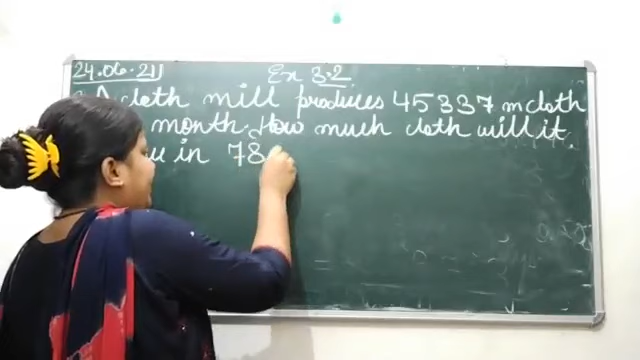 24.06.21
Ex 3.2
A cloth mill produces 45337 m cloth
month. How much cloth will it
in 78